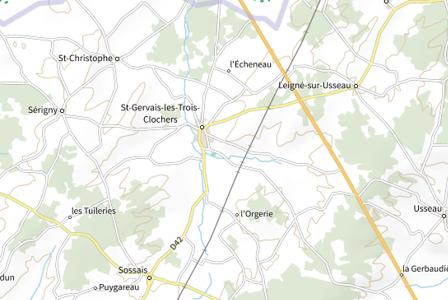 St-Christophe
l'Écheneau
Leigné-sur-Usseau
Sérigny
St-Gervais-les-Trois-
Clochers
les Tuileries
l'Orgerie
Usseau
D42
Sossais
la Gerbaudiè
dun
Puygareau